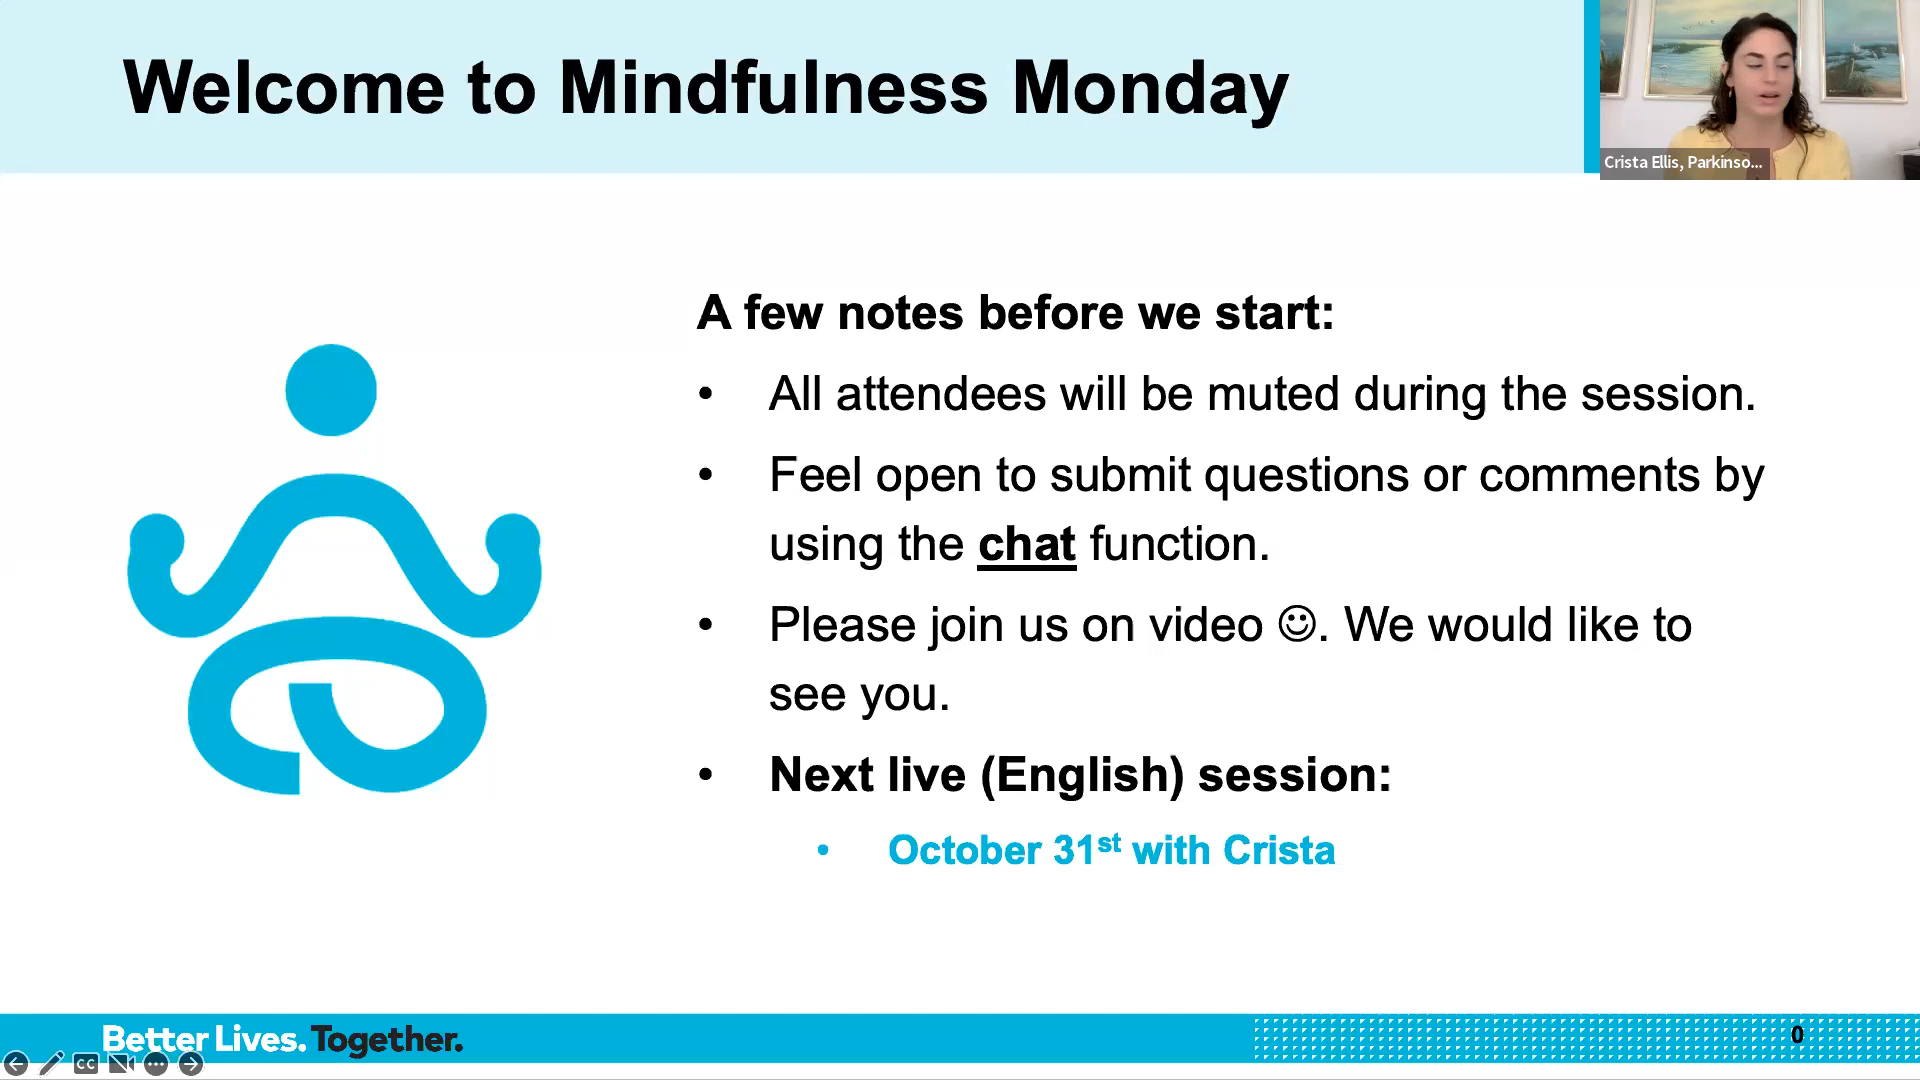 Welcome to Mindfulness Monday
Crista Ellis, Parkinso...
A few notes before we start:
• All attendees will be muted during the session.
• Feel open to submit questions or comments by
using the chat function.
• Please join us on video ☺. We would like to
see you.
• Next live (English) session:
• October 31st with Crista
Better Lives. Together.
0
CC